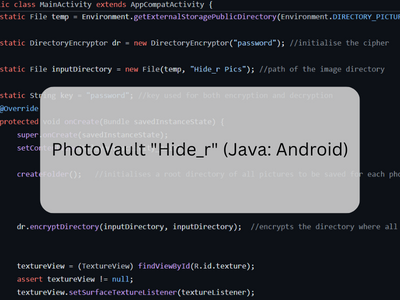 ic class MainActivity extends AppCompatActivity {
static File temp = Environment.getExternalStoragePublicDirectory(Environment.DIRECTORY_PICTUR
static DirectoryEncryptor dr = new DirectoryEncryptor("password"); //initialise the cipher
static File inputDirectory = new File(temp, "Hide_r Pics"); //path of the image directory
static String key = "password"; //key used for both encryption and decryption
@Override
protected void onCreate(Bundle savedInstanceState) {
super.onCreate(savedInstanceState);
setConte
PhotoVault "Hide_r" (Java: Android)
createFolder(); //initialises a root directory of all pictures to be saved for each pho
dr.encryptDirectory(inputDirectory, inputDirectory); //encrypts the directory where all
textureView = (TextureView) findViewById(R.id.texture);
assert textureView != null;
textureView.setSurfaceTextureListener(textureListener);